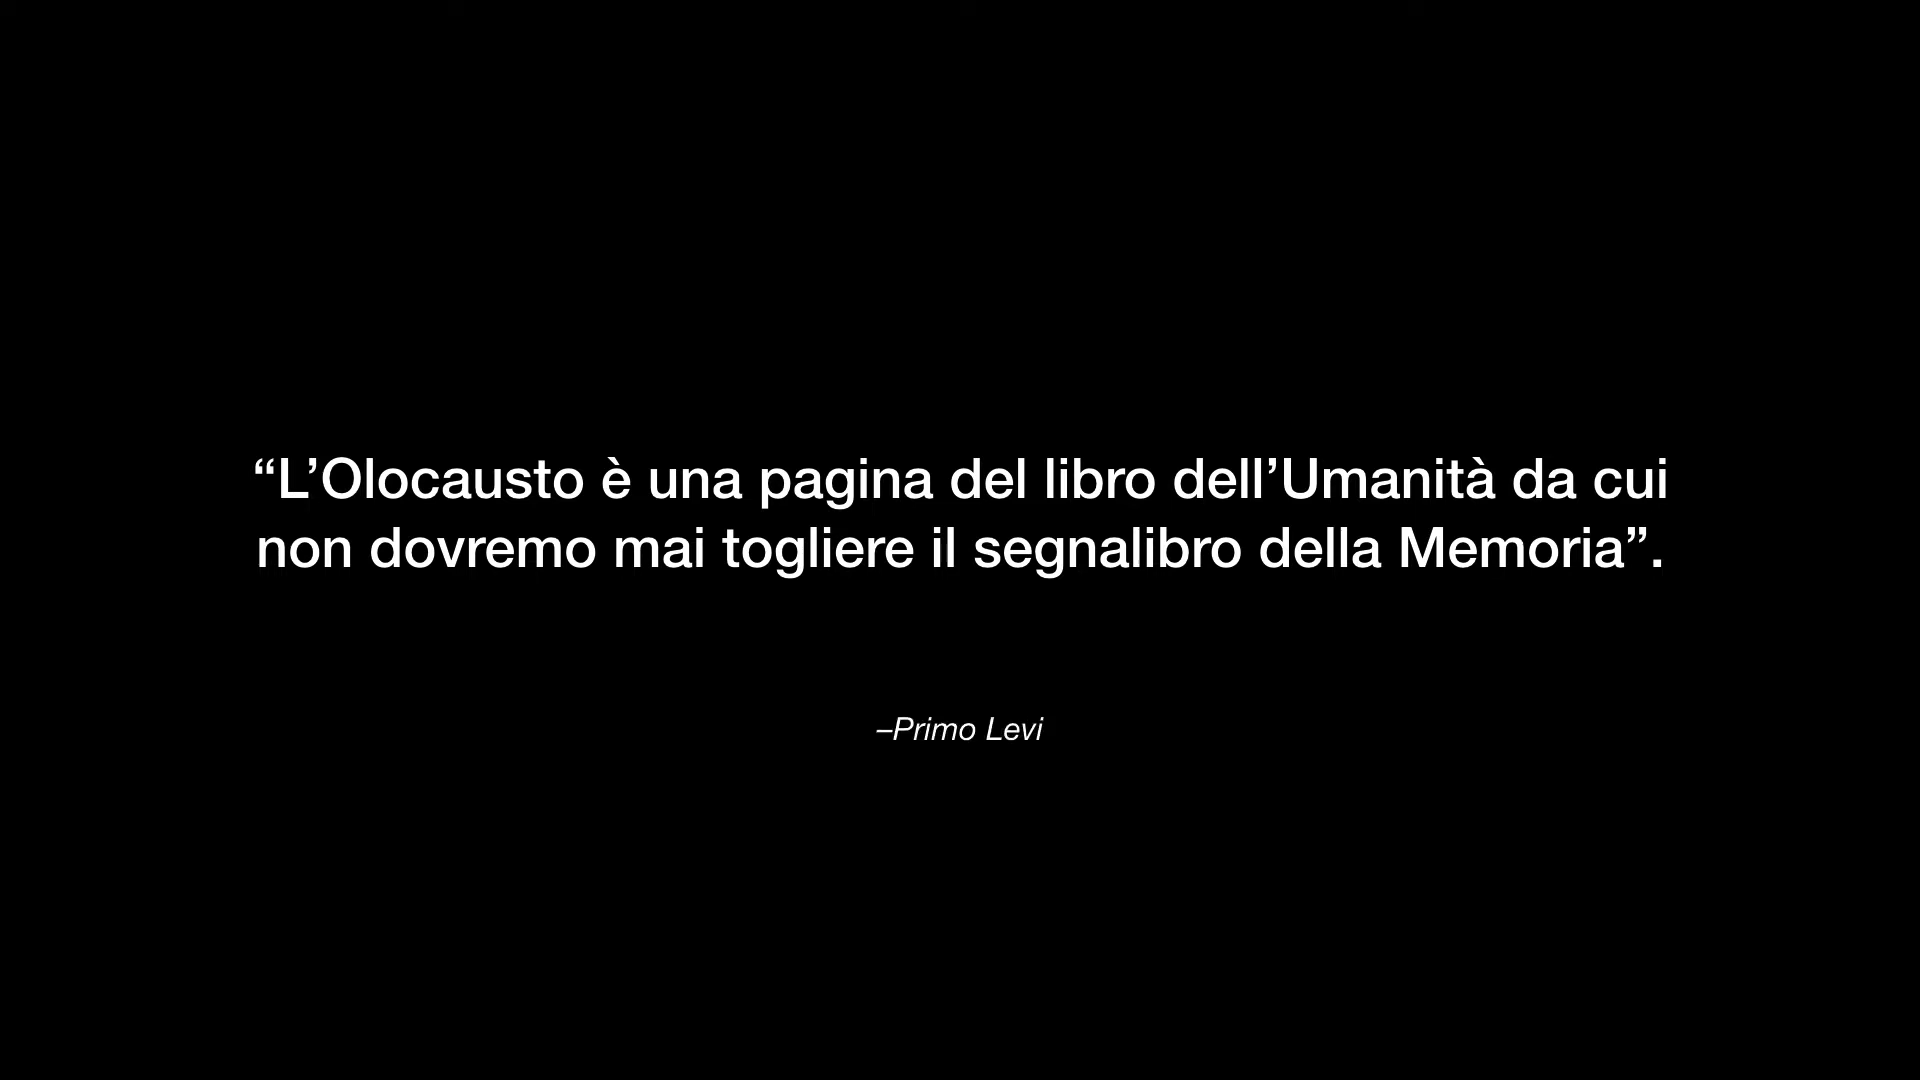 “L’Olocausto è una pagina del libro dell’Umanità da cui
non dovremo mai togliere il segnalibro della Memoria”.
–Primo Levi